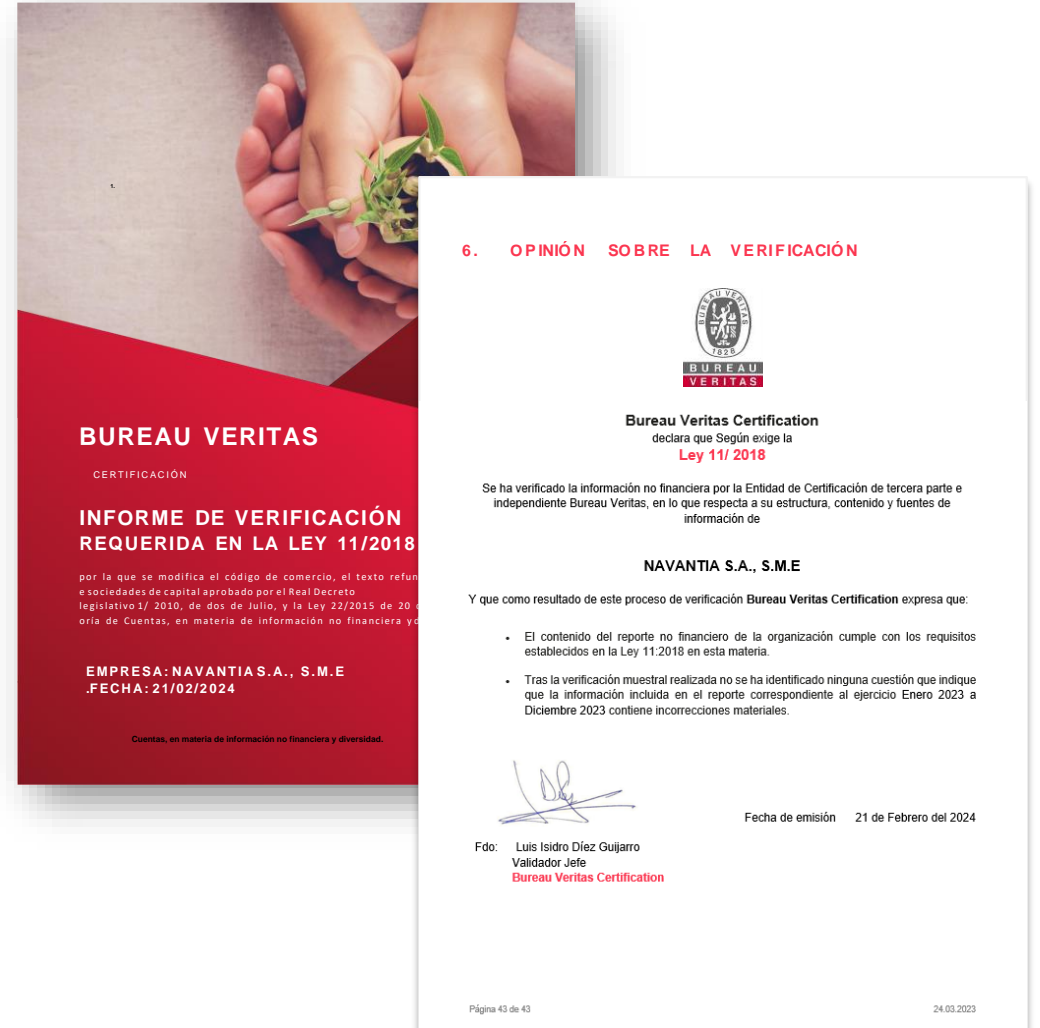 1.
BUREAU VERITAS
CERTIFICACIÓN
INFORME DE VERIFICACIÓN
REQUERIDA EN LA LEY 11/2018
por la que se modifica el código de comercio, el texto refun
e sociedades de capital aprobado por el Real Decreto
legislativo 1/ 2010, de dos de Julio, y la Ley 22/2015 de 20
oría de Cuentas, en materia de información no financiera y d
EMPRESA: NAVANTIA S.A., S.M.E
.FECHA: 21/02/2024
Cuentas, en materia de información no financiera y diversidad.
6. OPINIÓN SOBRE LA VERIFICACIÓN
BUREAU VERITAS
1828
BUREAU
VERITAS
Bureau Veritas Certification
declara que Según exige la
Ley 11/ 2018
Se ha verificado la información no financiera por la Entidad de Certificación de tercera parte e
independiente Bureau Veritas, en lo que respecta a su estructura, contenido y fuentes de
información de
NAVANTIA S.A., S.M.E
Y que como resultado de este proceso de verificación Bureau Veritas Certification expresa que:
• El contenido del reporte no financiero de la organización cumple con los requisitos
establecidos en la Ley 11:2018 en esta materia.
• Tras la verificación muestral realizada no se ha identificado ninguna cuestión que indique
que la información incluida en el reporte correspondiente al ejercicio Enero 2023 a
Diciembre 2023 contiene incorrecciones materiales.
Fecha de emisión 21 de Febrero del 2024
Fdo: Luis Isidro Díez Guijarro
Validador Jefe
Bureau Veritas Certification
Página 43 de 43
24.03.2023